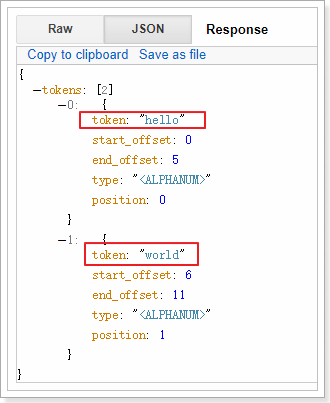 Raw JSON Response
Copy to clipboard Save as file
{
−tokens: [2]
−0: {
token: "hello"
start_offset: 0
end_offset: 5
type: "<ALPHANUM>"
position: 0
}
−1: {
token: "world"
start_offset: 6
end_offset: 11
type: "<ALPHANUM>"
position: 1
}
}